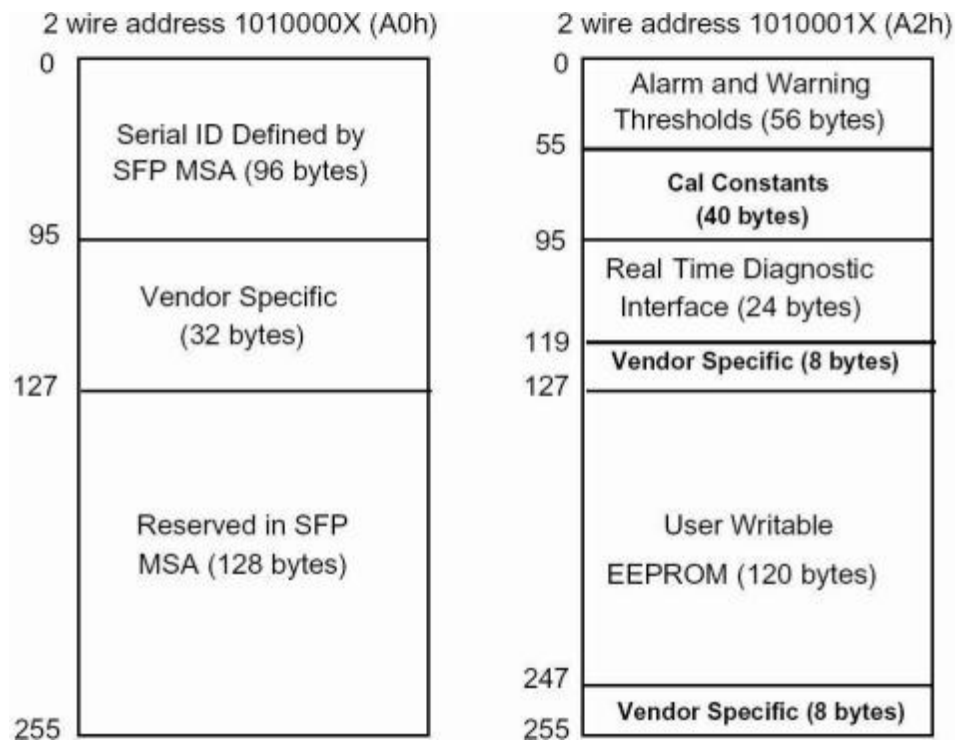 2 wire address 1010000X (A0h)
0
Serial ID Defined by
SFP MSA (96 bytes)
95
Vendor Specific
(32 bytes)
127
Reserved in SFP
MSA (128 bytes)
255
2 wire address 1010001X (A2h)
0
Alarm and Warning
Thresholds (56 bytes)
55
Cal Constants
(40 bytes)
95
Real Time Diagnostic
Interface (24 bytes)
119
Vendor Specific (8 bytes)
127
User Writable
EEPROM (120 bytes)
247
Vendor Specific (8 bytes)
255